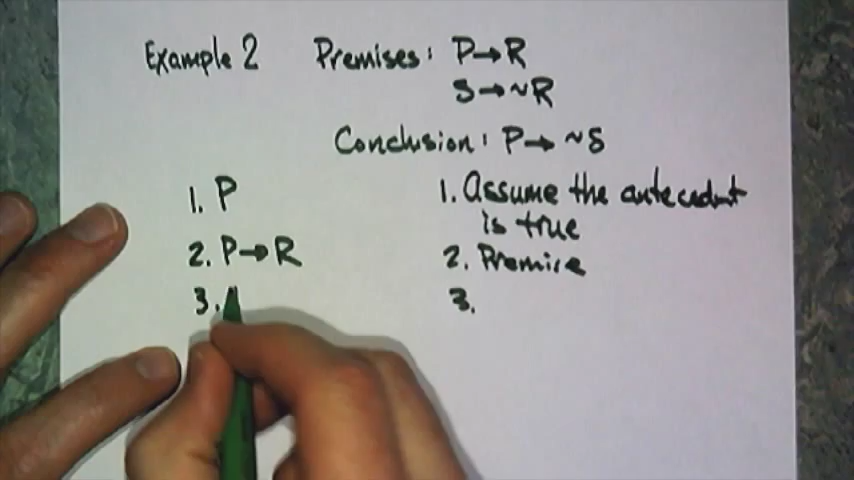 Example 2 Premises: P→R
S→~R
Conclusion: P→~S
1. P 1. Assume the antecedent
is true
2. P→R 2. Premise
3. 3.